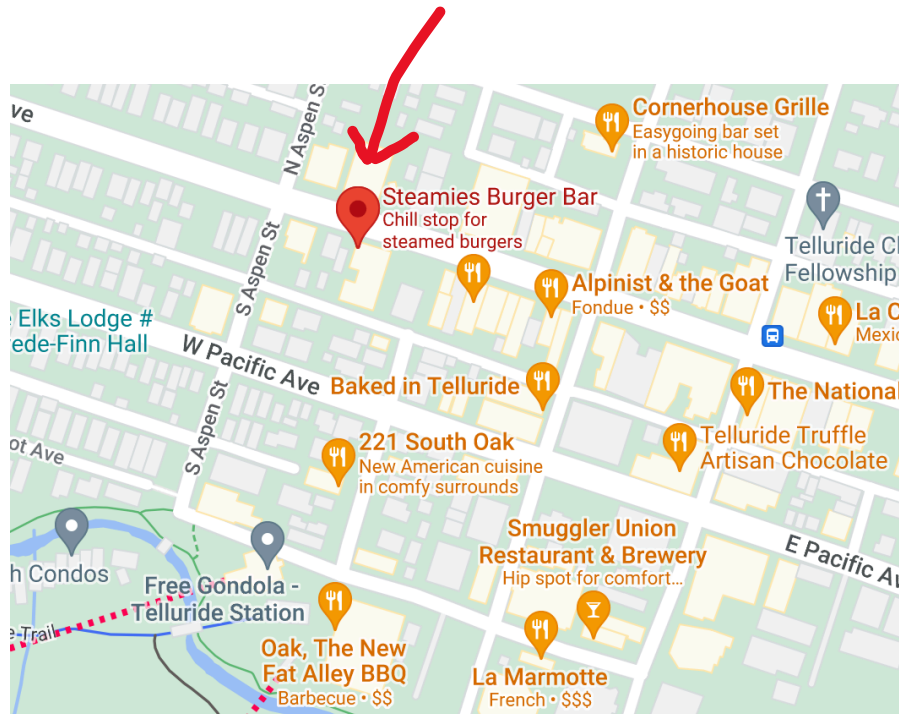 ve
N Aspen S
Cornerhouse Grille
Easygoing bar set
in a historic house
Steamies Burger Bar
Chill stop for
steamed burgers
Telluride Ch
Fellowship
S Aspen St
Alpinist & the Goat
Fondue • $$
La C
Mexic
e Elks Lodge #
rede-Finn Hall
W Pacific Ave
Baked in Telluride
The National
S Aspen St
221 South Oak
New American cuisine
in comfy surrounds
Telluride Truffle
Artisan Chocolate
ot Ave
Smuggler Union
Restaurant & Brewery
Hip spot for comfort...
E Pacific Av
h Condos
Free Gondola -
Telluride Station
e Trail
Oak, The New
Fat Alley BBQ
Barbecue • $$
La Marmotte
French • $$$